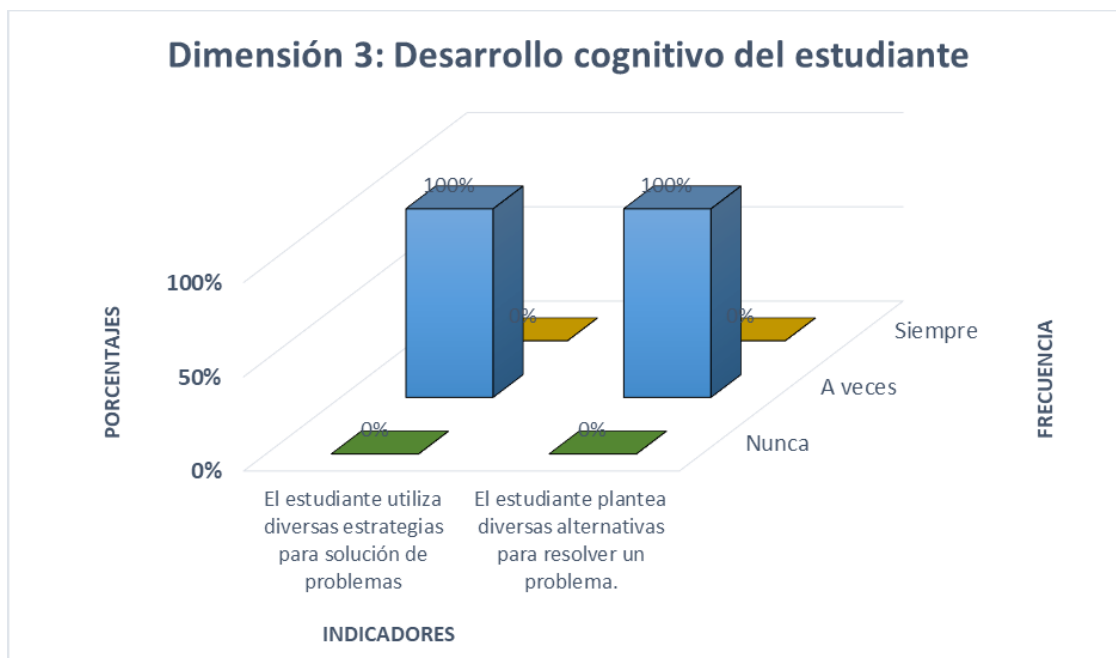 Dimensión 3: Desarrollo cognitivo del estudiante
100% 100%
100%
0% 0%
Siempre
50%
A veces
0% 0%
Nunca
0%
PORCENTAJES
FRECUENCIA
El estudiante utiliza
diversas estrategias
para solución de
problemas
El estudiante plantea
diversas alternativas
para resolver un
problema.
INDICADORES